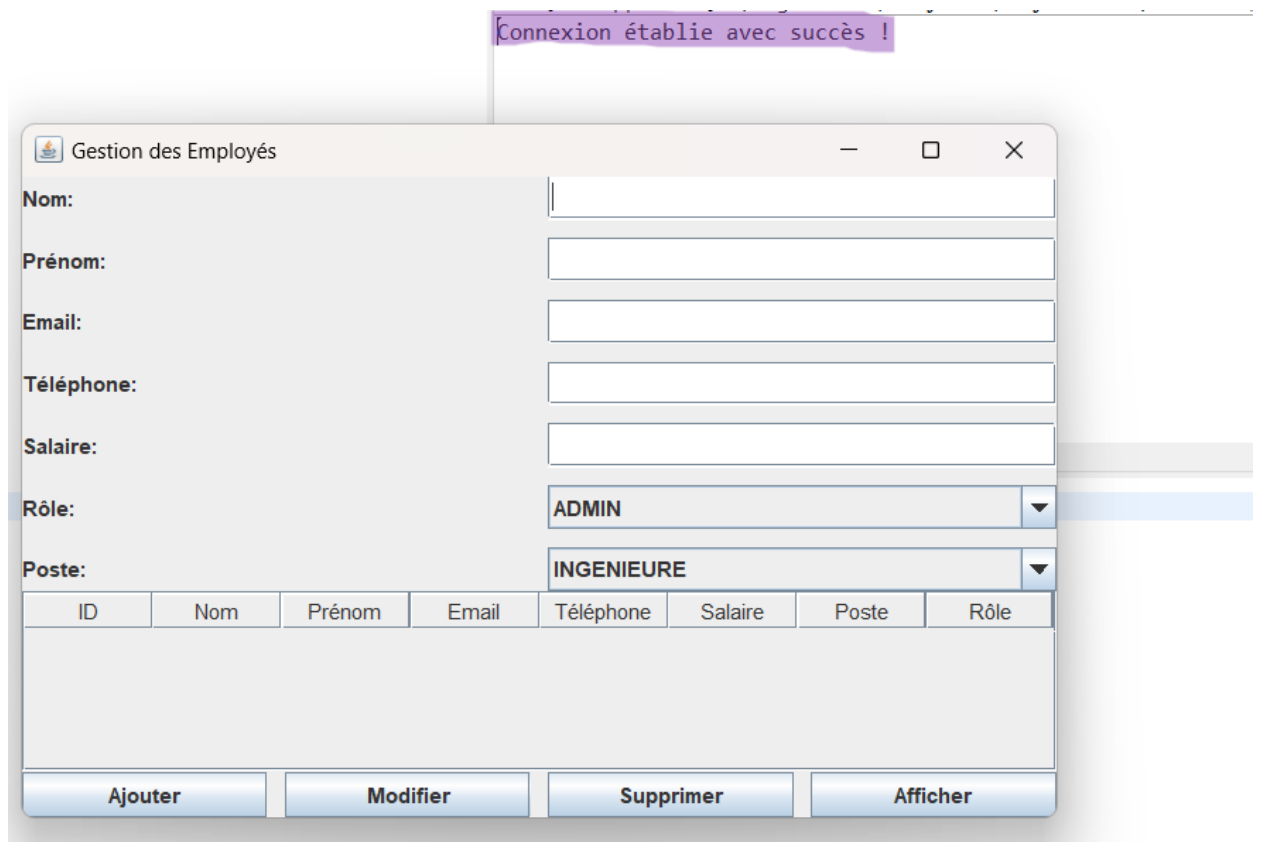 Connexion établie avec succès !
Gestion des Employés
Nom:
Prénom:
Email:
Téléphone:
Salaire:
Rôle: ADMIN
Poste: INGENIEURE
ID Nom Prénom Email Téléphone Salaire Poste Rôle
Ajouter Modifier Supprimer Afficher